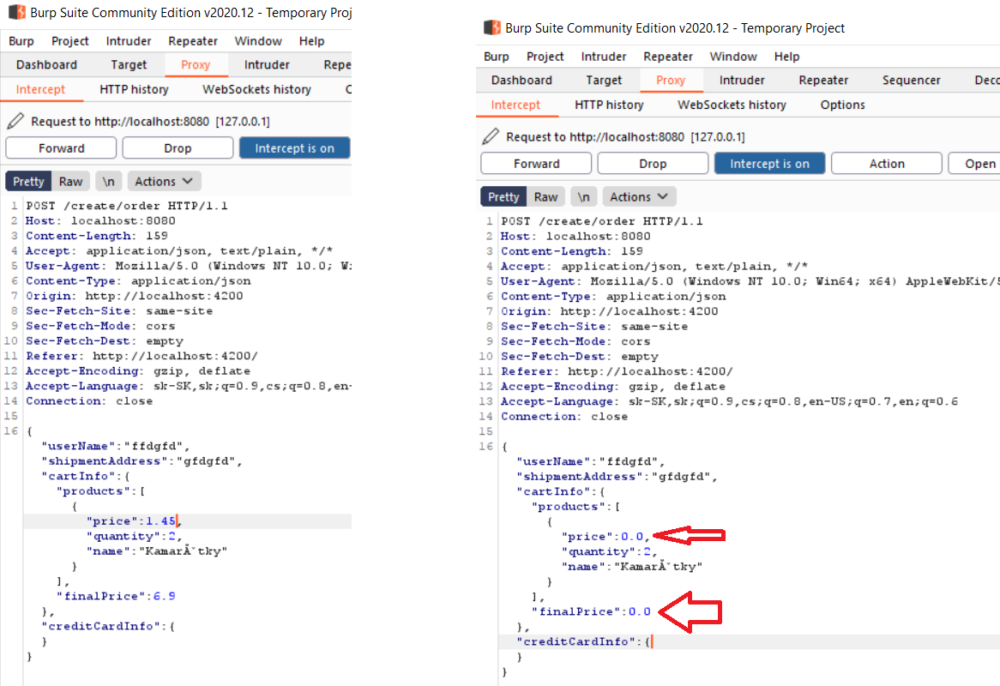 Burp Suite Community Edition v2020.12 - Temporary Proj
Burp Project Intruder Repeater Window Help
Dashboard Target Proxy Intruder Repe
Intercept HTTP history WebSockets history
Request to http://localhost:8080 [127.0.0.1]
Forward Drop Intercept is on
Pretty Raw \n Actions
1 POST /create/order HTTP/1.1
2 Host: localhost:8080
3 Content-Length: 159
4 Accept: application/json, text/plain, */*
5 User-Agent: Mozilla/5.0 (Windows NT 10.0; Wi
6 Content-Type: application/json
7 Origin: http://localhost:4200
8 Sec-Fetch-Site: same-site
9 Sec-Fetch-Mode: cors
10 Sec-Fetch-Dest: empty
11 Referer: http://localhost:4200/
12 Accept-Encoding: gzip, deflate
13 Accept-Language: sk-SK,sk;q=0.9,cs;q=0.8,en-
14 Connection: close
15
16 {
"userName":"ffdgfd",
"shipmentAddress":"gfdgfd",
"cartInfo":{
"products":[
{
"price":1.45,
"quantity":2,
"name":"KamarĂˇtky"
}
],
"finalPrice":6.9
},
"creditCardInfo":{
}
}
Burp Suite Community Edition v2020.12 - Temporary Project
Burp Project Intruder Repeater Window Help
Dashboard Target Proxy Intruder Repeater Sequencer Deco
Intercept HTTP history WebSockets history Options
Request to http://localhost:8080 [127.0.0.1]
Forward Drop Intercept is on Action Open
Pretty Raw \n Actions
1 POST /create/order HTTP/1.1
2 Host: localhost:8080
3 Content-Length: 159
4 Accept: application/json, text/plain, */*
5 User-Agent: Mozilla/5.0 (Windows NT 10.0; Win64; x64) AppleWebKit/5
6 Content-Type: application/json
7 Origin: http://localhost:4200
8 Sec-Fetch-Site: same-site
9 Sec-Fetch-Mode: cors
10 Sec-Fetch-Dest: empty
11 Referer: http://localhost:4200/
12 Accept-Encoding: gzip, deflate
13 Accept-Language: sk-SK,sk;q=0.9,cs;q=0.8,en-US;q=0.7,en;q=0.6
14 Connection: close
15
16 {
"userName":"ffdgfd",
"shipmentAddress":"gfdgfd",
"cartInfo":{
"products":[
{
"price":0.0,
"quantity":2,
"name":"KamarĂˇtky"
}
],
"finalPrice":0.0
},
"creditCardInfo":{
}
}